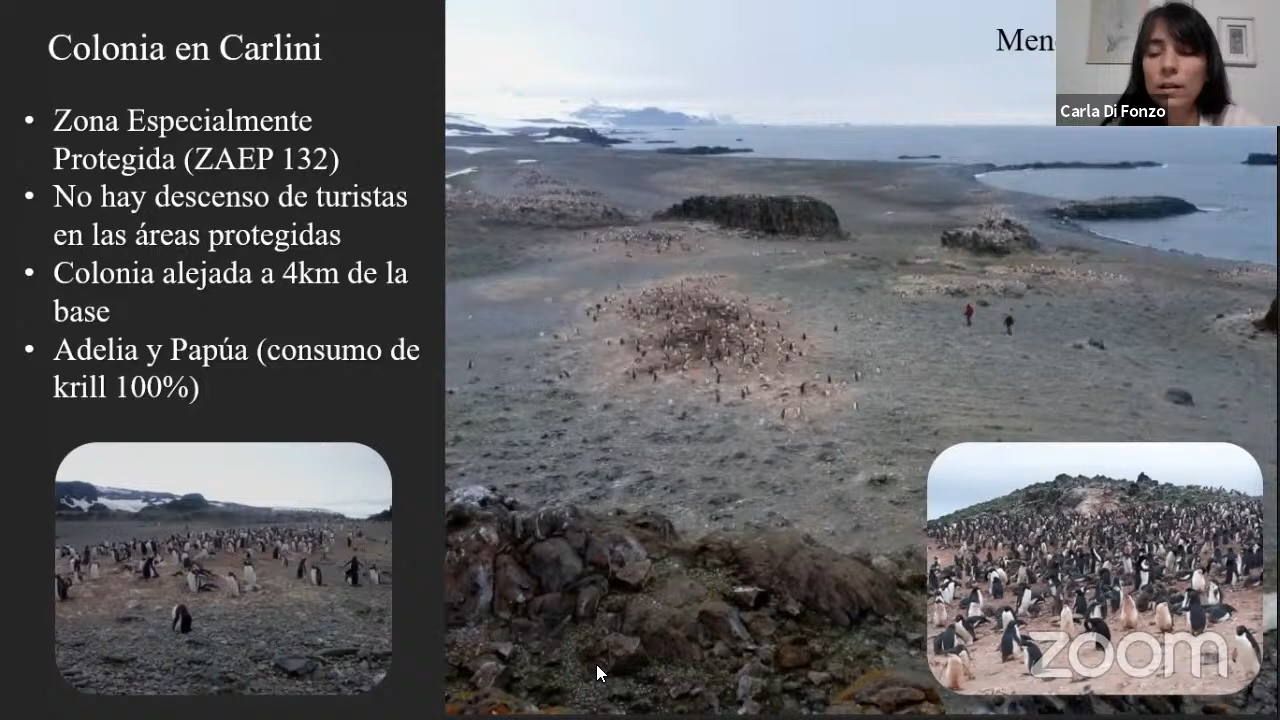 Colonia en Carlini
• Zona Especialmente
Protegida (ZAEP 132)
• No hay descenso de turistas
en las áreas protegidas
• Colonia alejada a 4km de la
base
• Adelia y Papúa (consumo de
krill 100%)
Carla Di Fonzo
zoom